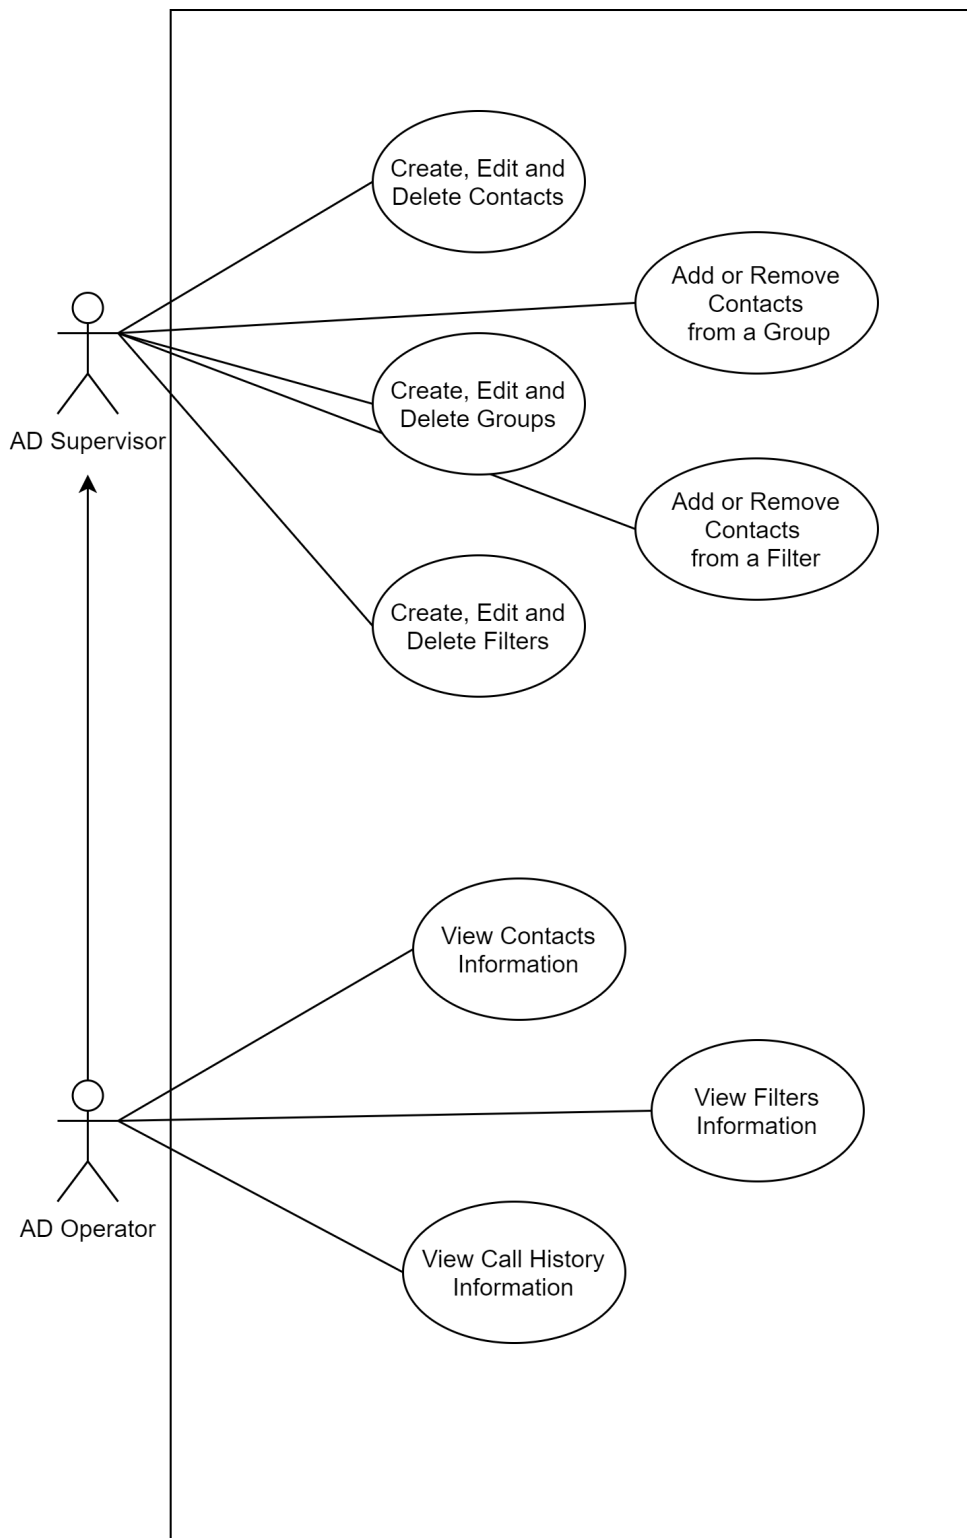 Create, Edit and
Delete Contacts
Add or Remove
Contacts
from a Group
Create, Edit and
Delete Groups
AD Supervisor
Add or Remove
Contacts
from a Filter
Create, Edit and
Delete Filters
View Contacts
Information
View Filters
Information
AD Operator
View Call History
Information